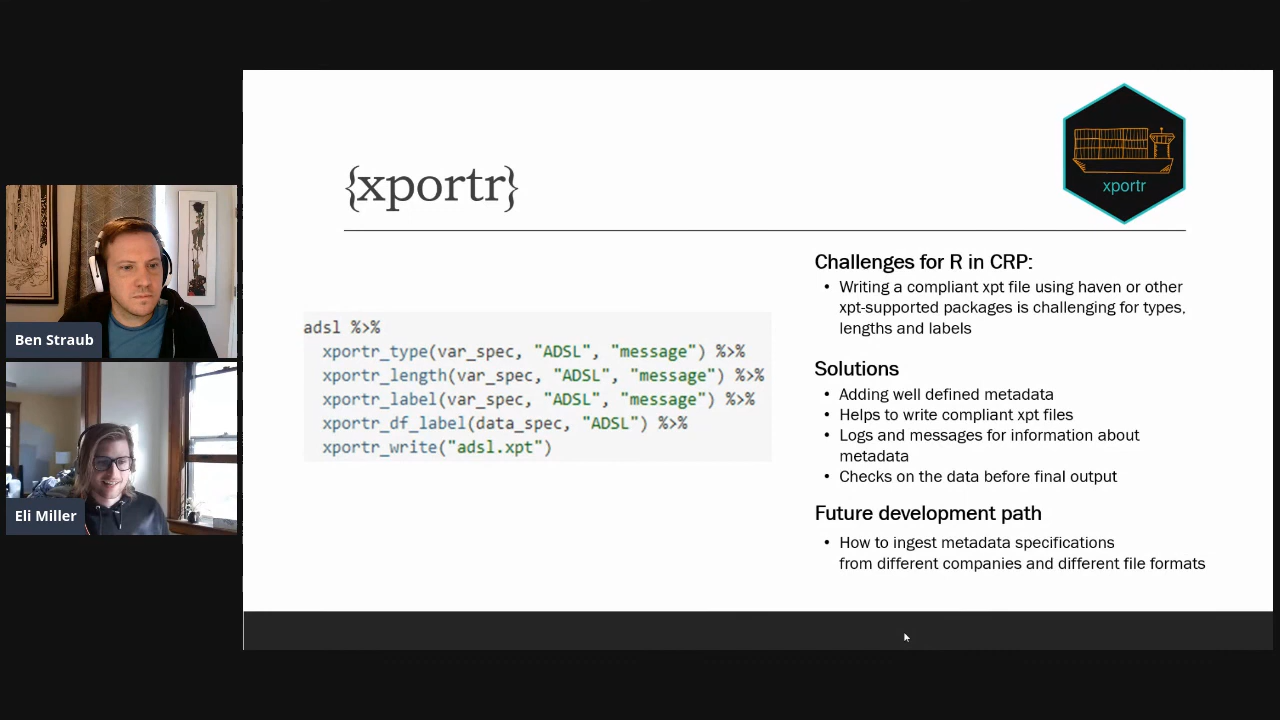 Ben Straub
Eli Miller
{xportr}
xportr
adsl %>%
xportr_type(var_spec, "ADSL", "message") %>%
xportr_length(var_spec, "ADSL", "message") %>%
xportr_label(var_spec, "ADSL", "message") %>%
xportr_df_label(data_spec, "ADSL") %>%
xportr_write("adsl.xpt")
Challenges for R in CRP:
• Writing a compliant xpt file using haven or other
xpt-supported packages is challenging for types,
lengths and labels
Solutions
• Adding well defined metadata
• Helps to write compliant xpt files
• Logs and messages for information about
metadata
• Checks on the data before final output
Future development path
• How to ingest metadata specifications
from different companies and different file formats